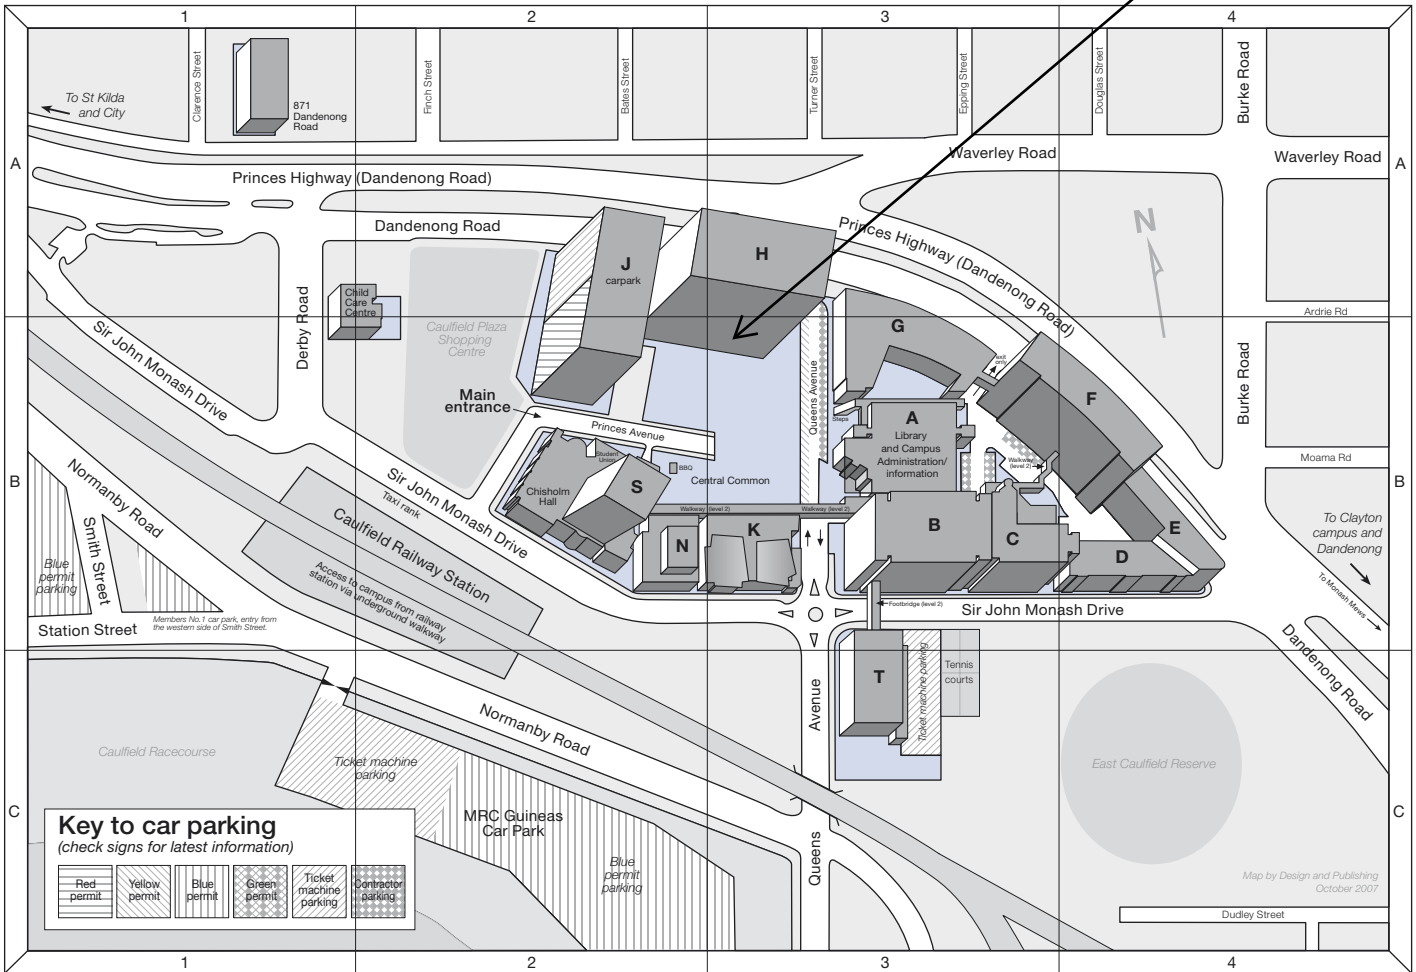 1
2
3
4
Clarence Street
Finch Street
Bates Street
Turner Street
Epping Street
Douglas Street
Burke Road
To St Kilda
and City
871
Dandenong
Road
A
A
Waverley Road
Waverley Road
Princes Highway (Dandenong Road)
Dandenong Road
Princes Highway (Dandenong Road)
N
J
carpark
H
Child
Care
Centre
Derby Road
Sir John Monash Drive
Caulfield Plaza
Shopping
Centre
G
exit
only
Ardrie Rd
Burke Road
F
Main
entrance
Princes Avenue
Queens Avenue
Steps
A
Library
and Campus
Administration/
information
Walkway
(level 2)
Student
Union
BBQ
Central Common
Chisholm
Hall
S
Moama Rd
B
B
Normanby Road
Sir John Monash Drive
Taxi rank
Walkway (level 2)
Walkway (level 2)
N
K
B
C
D
E
To Clayton
campus and
Dandenong
To Monash Mews
Smith Street
Blue
permit
parking
Caulfield Railway Station
Access to campus from railway
station via underground walkway
Members No.1 car park, entry from
the western side of Smith Street.
Station Street
Footbridge (level 2)
Sir John Monash Drive
Dandenong Road
T
Ticket machine parking
Tennis
courts
Avenue
Normanby Road
Caulfield Racecourse
Ticket machine
parking
East Caulfield Reserve
C
C
MRC Guineas
Car Park
Blue
permit
parking
Queens
Key to car parking
(check signs for latest information)
Red
permit
Yellow
permit
Blue
permit
Green
permit
Ticket
machine
parking
Contractor
parking
Map by Design and Publishing
October 2007
Dudley Street
1
2
3
4